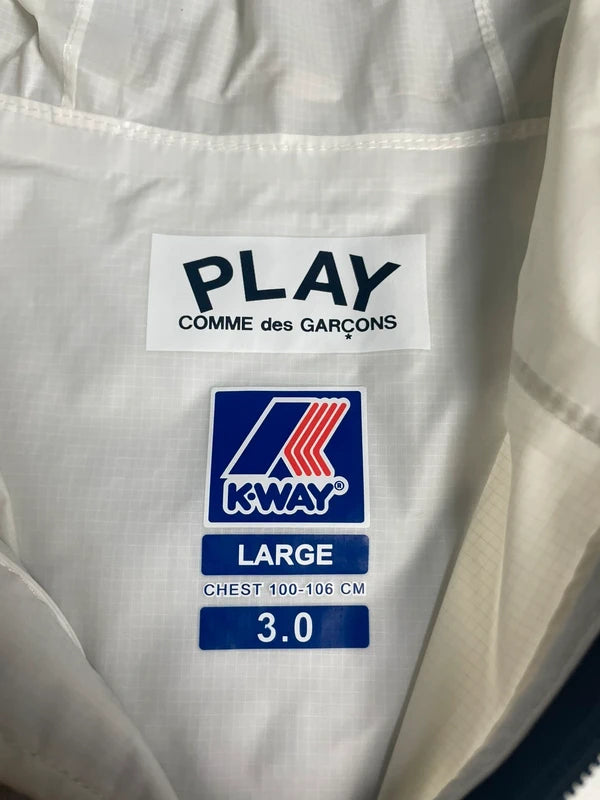 PLAY
COMME des GARÇONS
K·WAY®
LARGE
CHEST 100-106 CM
3.0